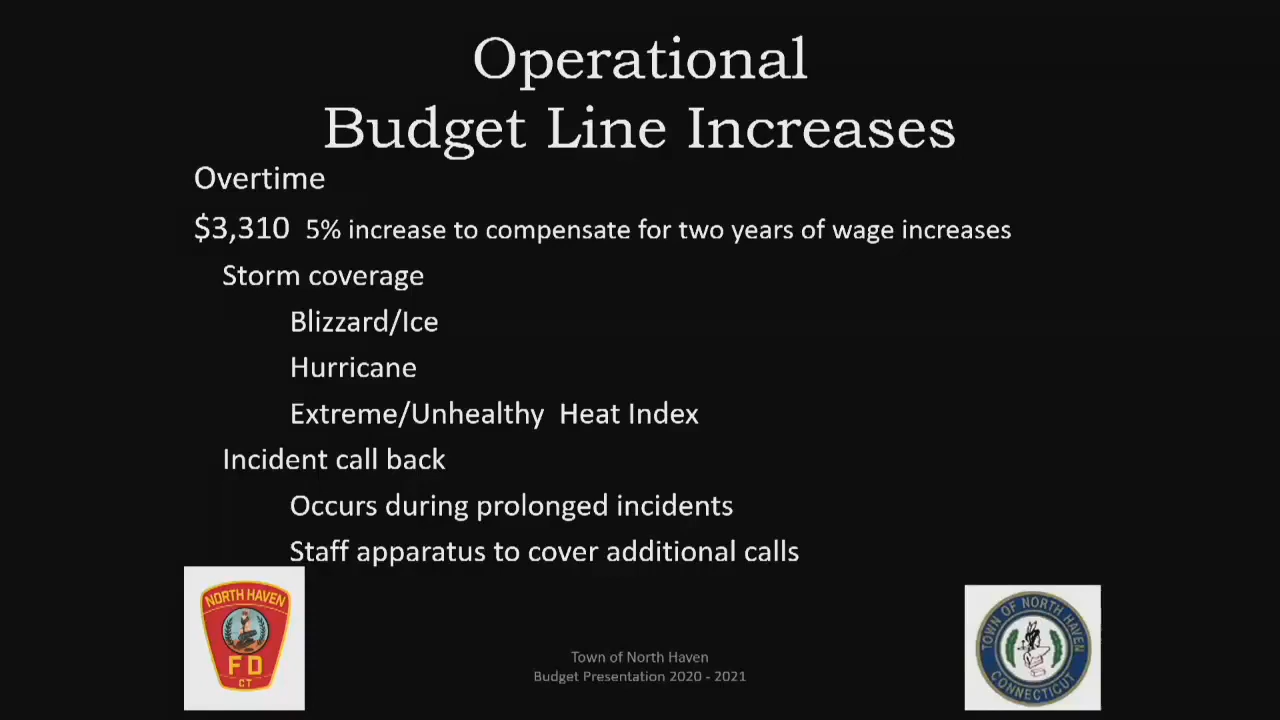 Operational
Budget Line Increases
Overtime
$3,310 5% increase to compensate for two years of wage increases
Storm coverage
Blizzard/Ice
Hurricane
Extreme/Unhealthy Heat Index
Incident call back
Occurs during prolonged incidents
Staff apparatus to cover additional calls
NORTH HAVEN
FD
CT
Town of North Haven
Budget Presentation 2020 - 2021
TOWN OF NORTH HAVEN
CONNECTICUT